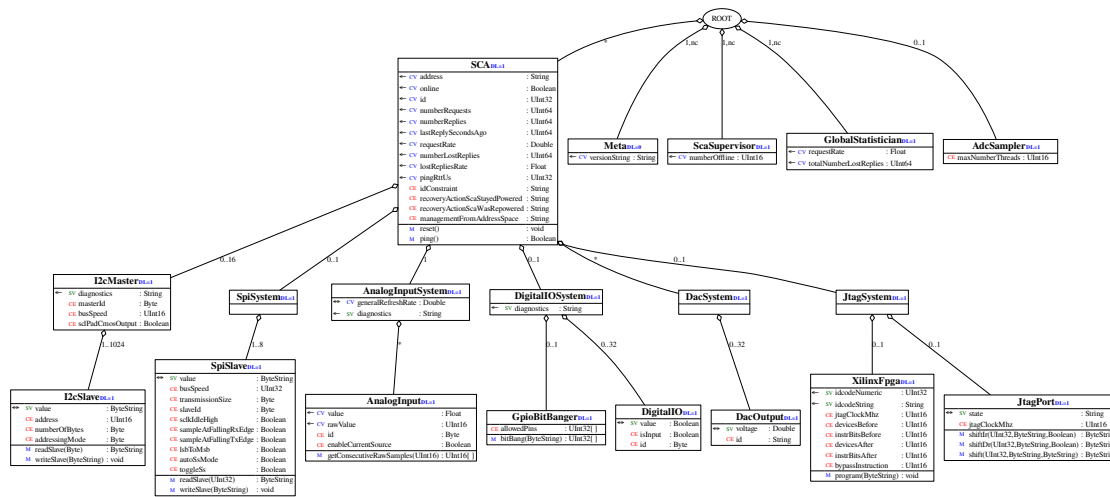 ROOT
*
1,nc
1,nc
1,nc
0..1
SCA DL=1
CV address : String
CV online : Boolean
CV id : UInt32
CV numberRequests : UInt64
CV numberReplies : UInt64
CV lastReplySecondsAgo : UInt64
CV requestRate : Double
CV numberLostReplies : UInt64
CV lostRepliesRate : Float
CV pingRttUs : UInt32
CE idConstraint : String
CE recoveryActionScaStayedPowered : String
CE recoveryActionScaWasRepowered : String
CE managementFromAddressSpace : String
M reset() : void
M ping() : Boolean
Meta DL=0
CV versionString : String
ScaSupervisor DL=1
CV numberOffline : UInt16
GlobalStatistician DL=1
CV requestRate : Float
CV totalNumberLostReplies : UInt64
AdcSampler DL=1
CE maxNumberThreads : UInt16
0..16
0..1
1
0..1
*
0..1
I2cMaster DL=1
SV diagnostics : String
CE masterId : Byte
CE busSpeed : UInt16
CE sclPadCmosOutput : Boolean
SpiSystem DL=1
AnalogInputSystem DL=1
CV generalRefreshRate : Double
SV diagnostics : String
DigitalIOSystem DL=1
SV diagnostics : String
DacSystem DL=1
JtagSystem DL=1
1..1024
1..8
*
0..1
0..32
0..32
0..1
0..1
I2cSlave DL=1
SV value : ByteString
CE address : UInt16
CE numberOfBytes : Byte
CE addressingMode : Byte
M readSlave(Byte) : ByteString
M writeSlave(ByteString) : void
SpiSlave DL=1
SV value : ByteString
CE busSpeed : UInt32
CE transmissionSize : Byte
CE slaveId : Byte
CE sclkIdleHigh : Boolean
CE sampleAtFallingRxEdge : Boolean
CE sampleAtFallingTxEdge : Boolean
CE lsbToMsb : Boolean
CE autoSsMode : Boolean
CE toggleSs : Boolean
M readSlave(UInt32) : ByteString
M writeSlave(ByteString) : void
AnalogInput DL=1
CV value : Float
CV rawValue : UInt16
CE id : Byte
CE enableCurrentSource : Boolean
M getConsecutiveRawSamples(UInt16) : UInt16[ ]
GpioBitBanger DL=1
CE allowedPins : UInt32[ ]
M bitBang(ByteString) : UInt32[ ]
DigitalIO DL=1
SV value : Boolean
CE isInput : Boolean
CE id : Byte
DacOutput DL=1
SV voltage : Double
CE id : String
XilinxFpga DL=1
SV idcodeNumeric : UInt32
SV idcodeString : String
CE jtagClockMhz : UInt16
CE devicesBefore : UInt16
CE instrBitsBefore : UInt16
CE devicesAfter : UInt16
CE instrBitsAfter : UInt16
CE bypassInstruction : UInt16
M program(ByteString) : void
JtagPort DL=1
SV state : String
CE jtagClockMhz : UInt16
M shiftIr(UInt32,ByteString,Boolean) : ByteStri
M shiftDr(UInt32,ByteString,Boolean) : ByteStri
M shift(UInt32,ByteString,ByteString) : ByteStri